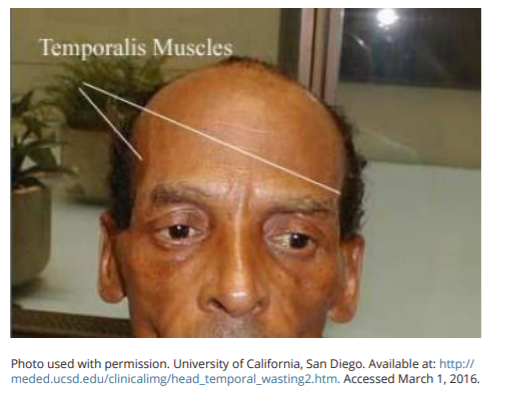 Temporalis Muscles
Photo used with permission. University of California, San Diego. Available at: http://
meded.ucsd.edu/clinicalimg/head_temporal_wasting2.htm. Accessed March 1, 2016.